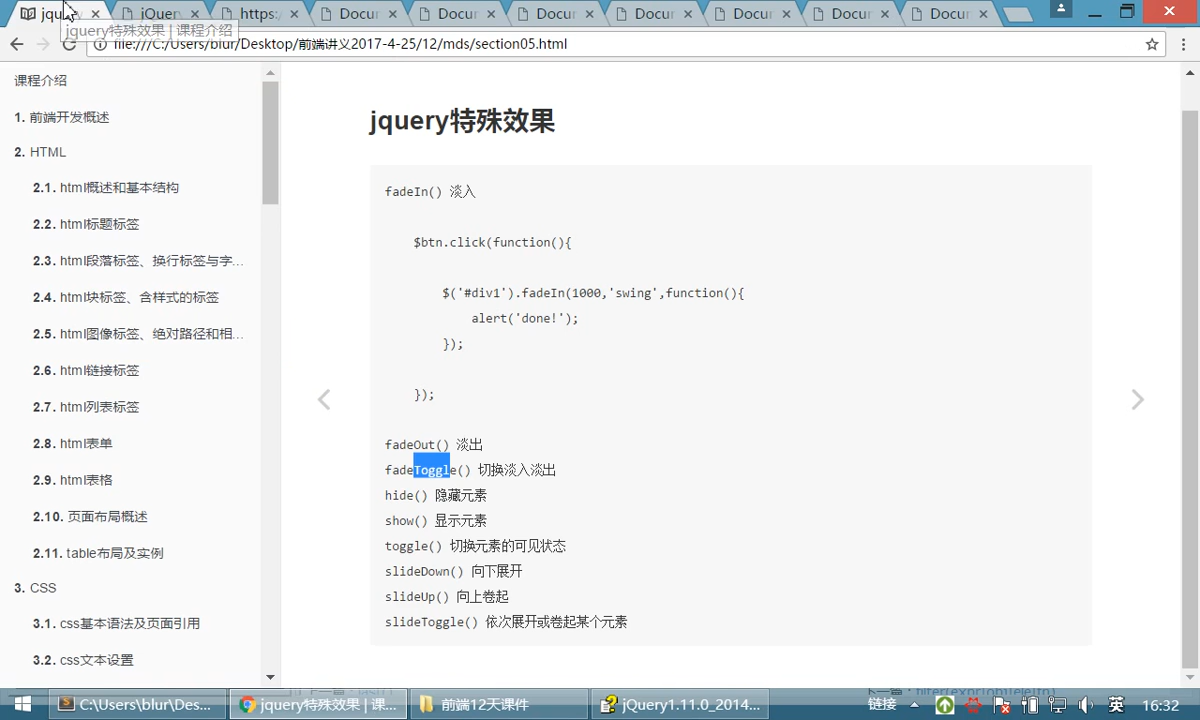 jqu
jQuer
https:
Docum
Docum
Docum
Docum
Docum
Docum
Docum
jquery特殊效果 | 课程介绍
file:///C:/Users/blur/Desktop/前端讲义2017-4-25/12/mds/section05.html
课程介绍
1. 前端开发概述
2. HTML
2.1. html概述和基本结构
2.2. html标题标签
2.3. html段落标签、换行标签与字...
2.4. html块标签、含样式的标签
2.5. html图像标签、绝对路径和相...
2.6. html链接标签
2.7. html列表标签
2.8. html表单
2.9. html表格
2.10. 页面布局概述
2.11. table布局及实例
3. CSS
3.1. css基本语法及页面引用
3.2. css文本设置
jquery特殊效果
fadeIn() 淡入
$btn.click(function(){
$('#div1').fadeIn(1000,'swing',function(){
alert('done!');
});
});
fadeOut() 淡出
fadeToggle() 切换淡入淡出
hide() 隐藏元素
show() 显示元素
toggle() 切换元素的可见状态
slideDown() 向下展开
slideUp() 向上卷起
slideToggle() 依次展开或卷起某个元素
C:\Users\blur\Des...
jquery特殊效果 | 课...
前端12天课件
jQuery1.11.0_2014...
链接
英
16:32